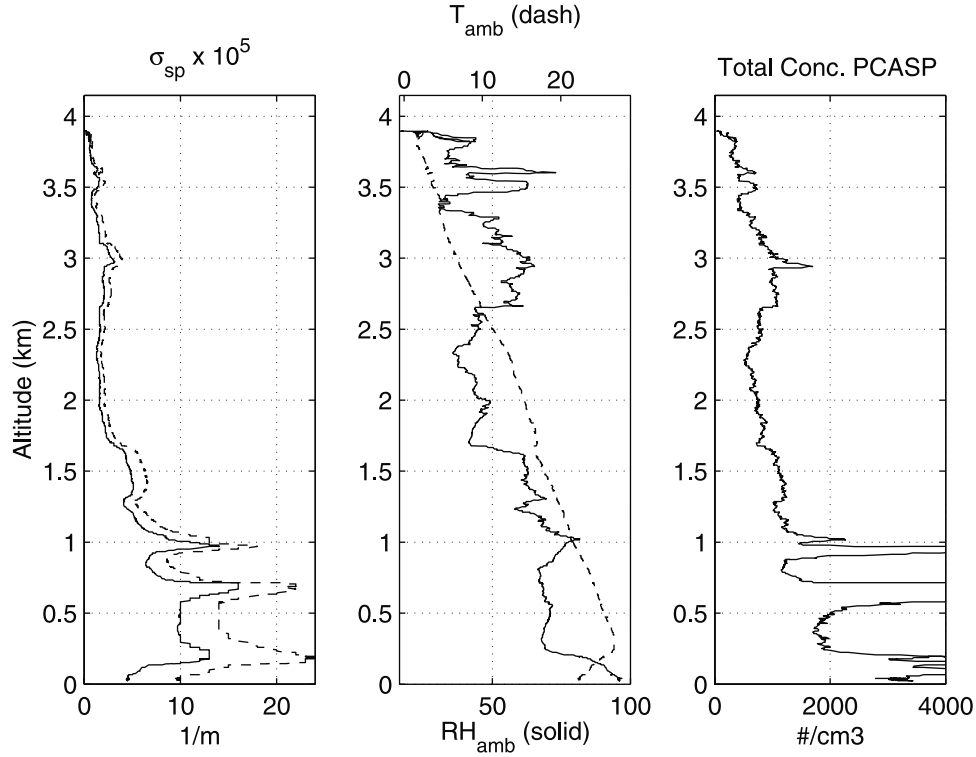 T_amb (dash)
σ_sp x 10^5
0 10 20
Total Conc. PCASP
4 4 4
3.5 3.5 3.5
3 3 3
2.5 2.5 2.5
2 2 2
1.5 1.5 1.5
1 1 1
0.5 0.5 0.5
0 0 0
Altitude (km)
0 10 20
50 100
0 2000 4000
1/m
RH_amb (solid)
#/cm3